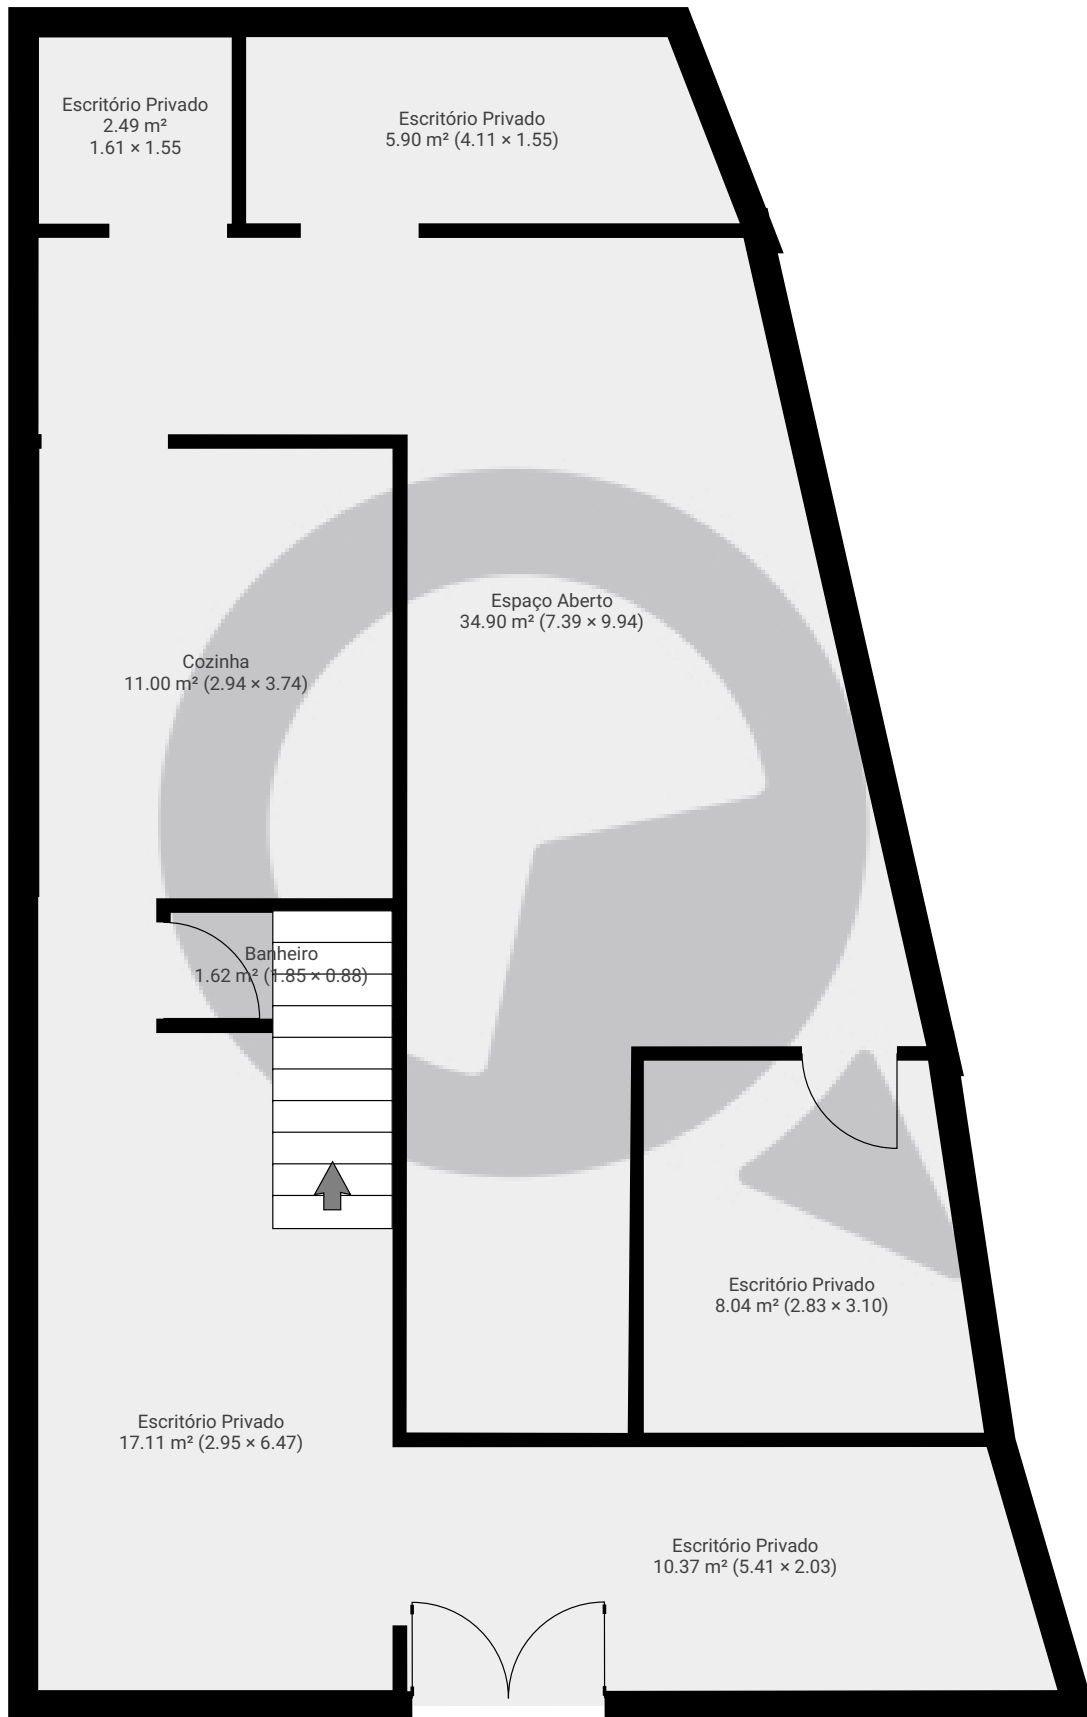 Escritório Privado
2.49 m²
1.61 × 1.55
Escritório Privado
5.90 m² (4.11 × 1.55)
Espaço Aberto
34.90 m² (7.39 × 9.94)
Cozinha
11.00 m² (2.94 × 3.74)
Banheiro
1.62 m² (1.85 × 0.88)
Escritório Privado
8.04 m² (2.83 × 3.10)
Escritório Privado
17.11 m² (2.95 × 6.47)
Escritório Privado
10.37 m² (5.41 × 2.03)